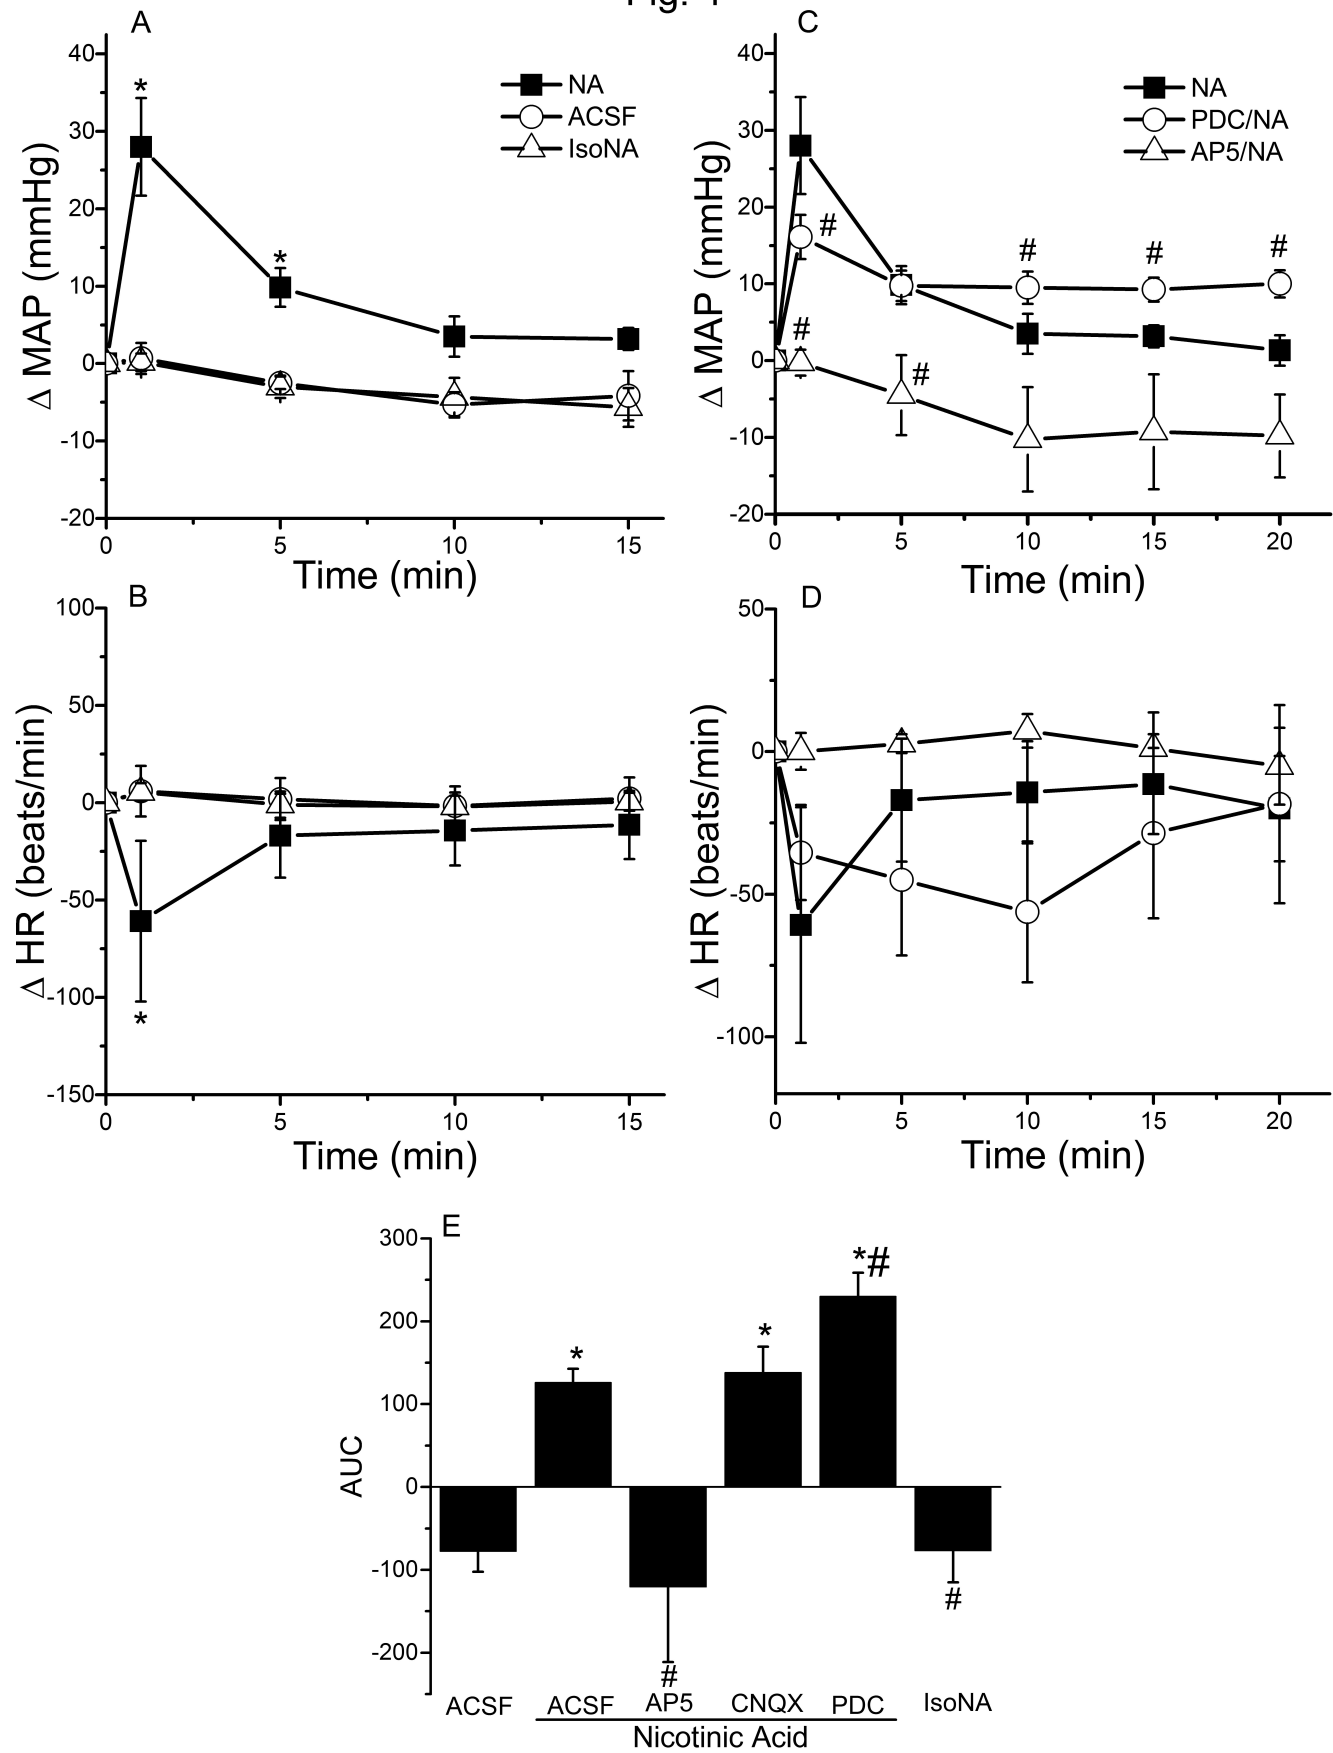 A
40
30
20
10
0
-10
-20
Δ MAP (mmHg)
*
*
NA
ACSF
IsoNA
0 5 10 15
Time (min)
C
40
30
20
10
0
-10
-20
Δ MAP (mmHg)
NA
PDC/NA
AP5/NA
#
#
#
#
#
#
0 5 10 15 20
Time (min)
B
100
50
0
-50
-100
-150
Δ HR (beats/min)
*
0 5 10 15
Time (min)
D
50
0
-50
-100
Δ HR (beats/min)
0 5 10 15 20
Time (min)
E
300
200
100
0
-100
-200
AUC
*
*
*#
#
#
ACSF ACSF AP5 CNQX PDC IsoNA
Nicotinic Acid